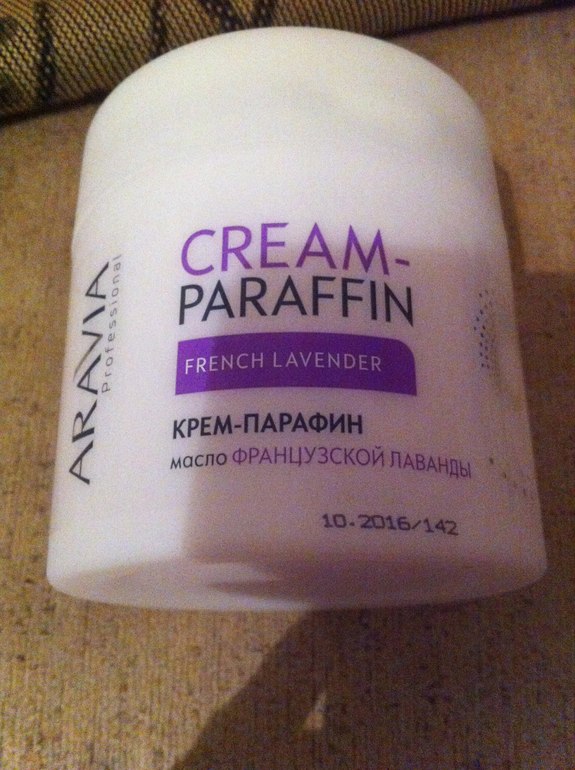 ARAVIA
Professional
CREAM-
PARAFFIN
FRENCH LAVENDER
КРЕМ-ПАРАФИН
масло ФРАНЦУЗСКОЙ ЛАВАНДЫ
10.2016/142